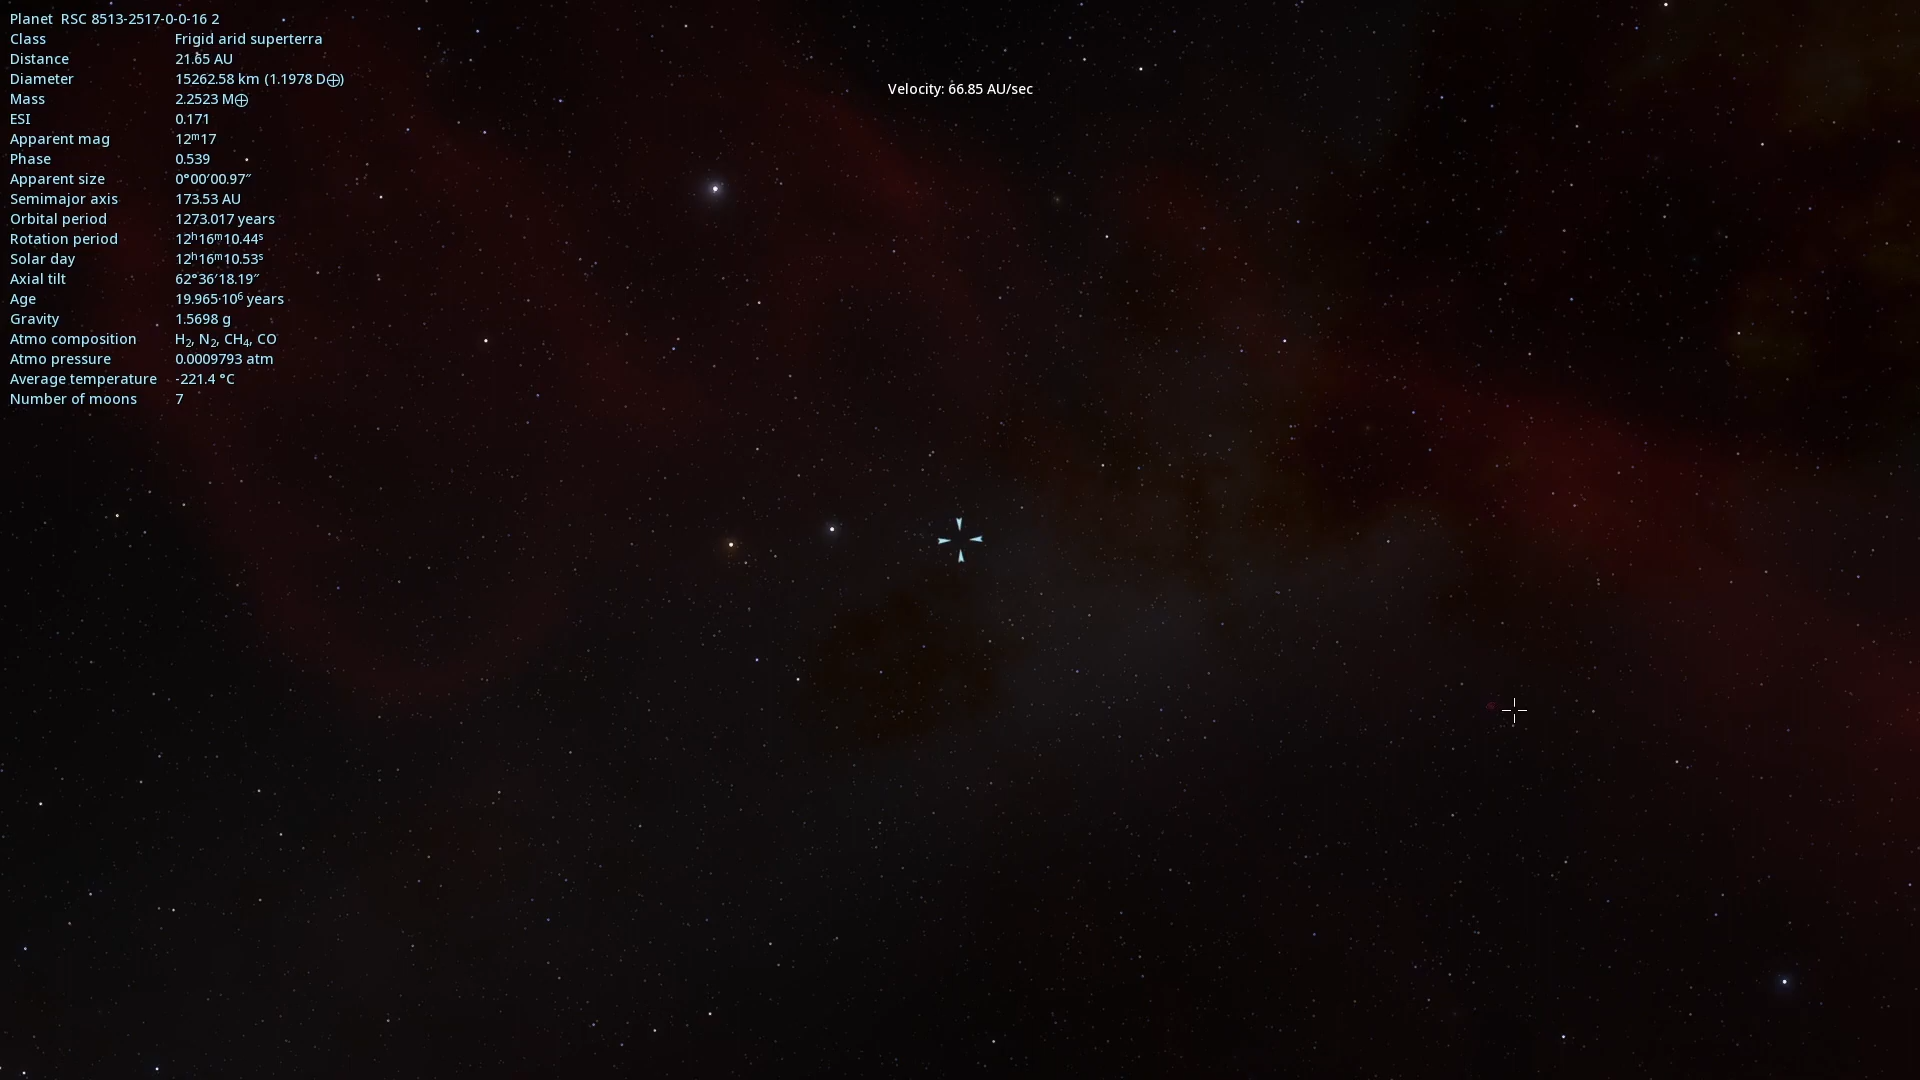 Planet RSC 8513-2517-0-0-16 2
Class Frigid arid superterra
Distance 21.65 AU
Diameter 15262.58 km (1.1978 D⊕)
Velocity: 66.85 AU/sec
Mass 2.2523 M⊕
ESI 0.171
Apparent mag 12ᵐ17
Phase 0.539
Apparent size 0°00′00.97″
Semimajor axis 173.53 AU
Orbital period 1273.017 years
Rotation period 12ʰ16ᵐ10.44ˢ
Solar day 12ʰ16ᵐ10.53ˢ
Axial tilt 62°36′18.19″
Age 19.965·10⁶ years
Gravity 1.5698 g
Atmo composition H₂, N₂, CH₄, CO
Atmo pressure 0.0009793 atm
Average temperature -221.4 °C
Number of moons 7